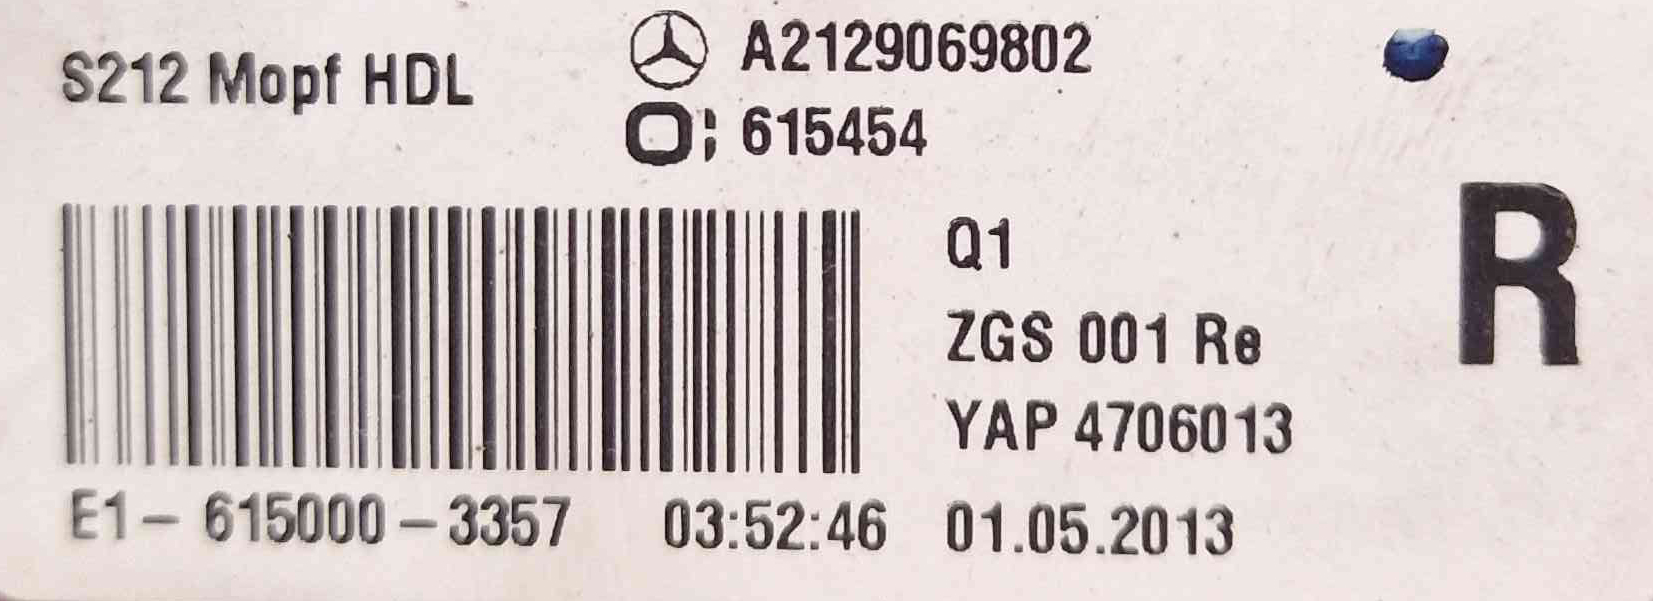 S212 Mopf HDL
A2129069802
615454
R
Q1
ZGS 001 Re
YAP 4706013
E1- 615000-3357 03:52:46 01.05.2013